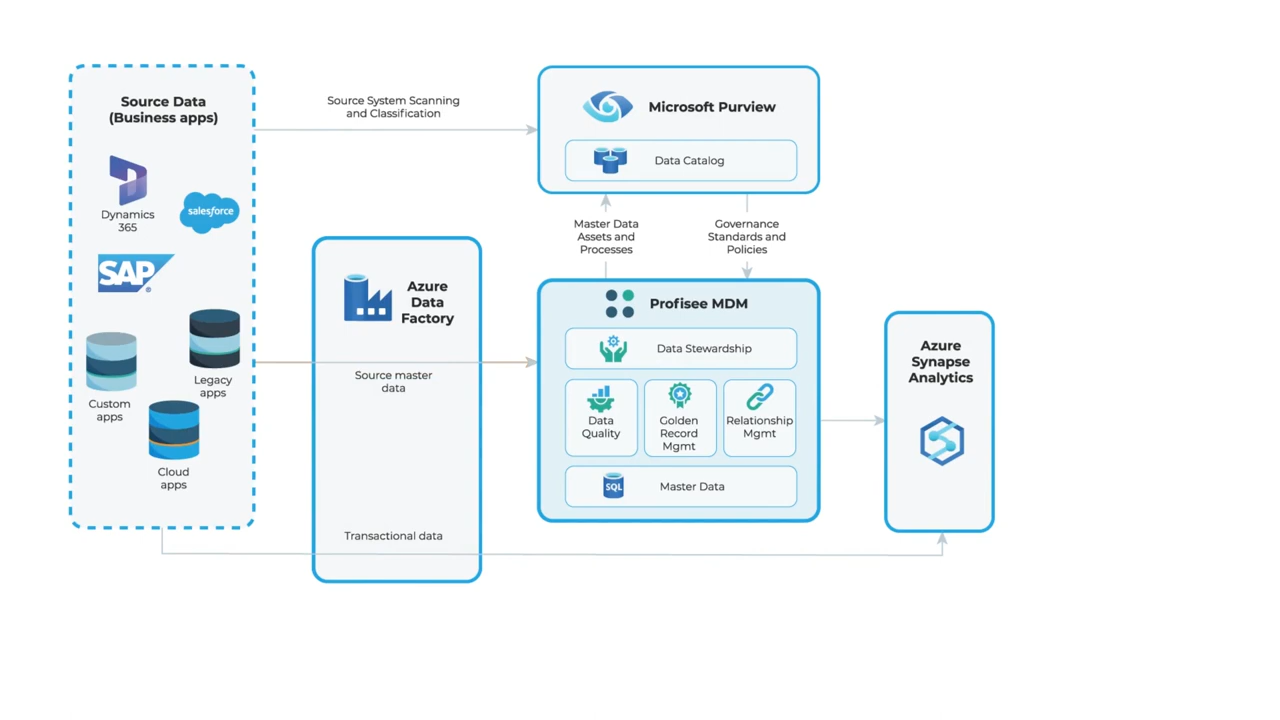 Source Data
(Business apps)
Dynamics
365
salesforce
SAP
®
Custom
apps
Legacy
apps
Cloud
apps
Source System Scanning
and Classification
Azure
Data
Factory
Source master
data
Transactional data
Microsoft Purview
Data Catalog
Master Data
Assets and
Processes
Governance
Standards and
Policies
Profisee MDM
Data Stewardship
Data
Quality
Golden
Record
Mgmt
Relationship
Mgmt
SQL
Master Data
Azure
Synapse
Analytics